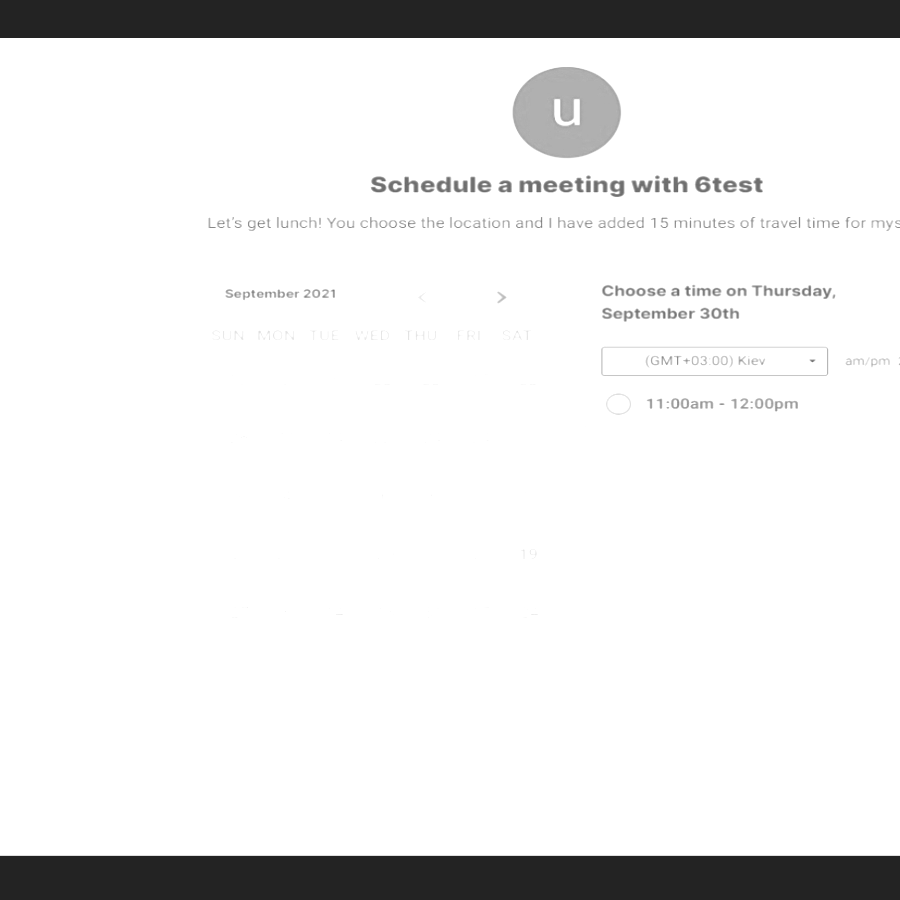 u
Schedule a meeting with 6test
Let's get lunch! You choose the location and I have added 15 minutes of travel time for mys
September 2021
SUN MON TUE WED THU FRI SAT
19
Choose a time on Thursday,
September 30th
(GMT+03.00) Kiev
am/pm
11:00am - 12:00pm